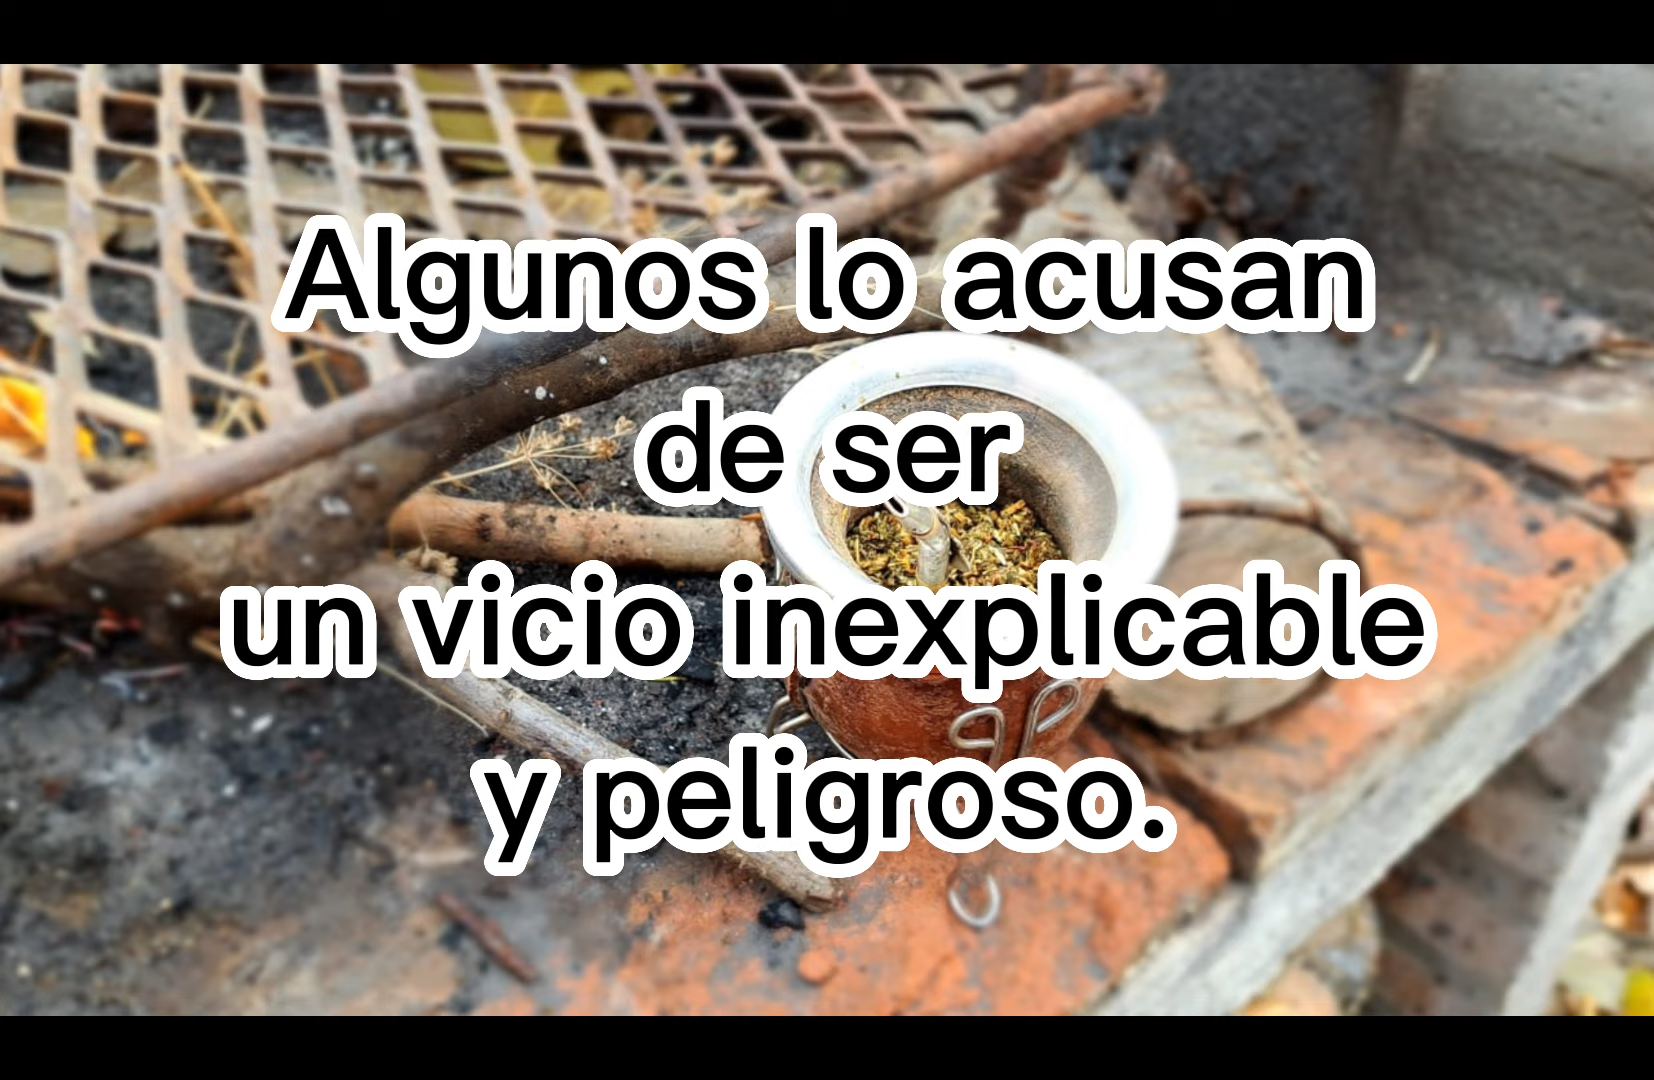 Algunos lo acusan
de ser
un vicio inexplicable
y peligroso.